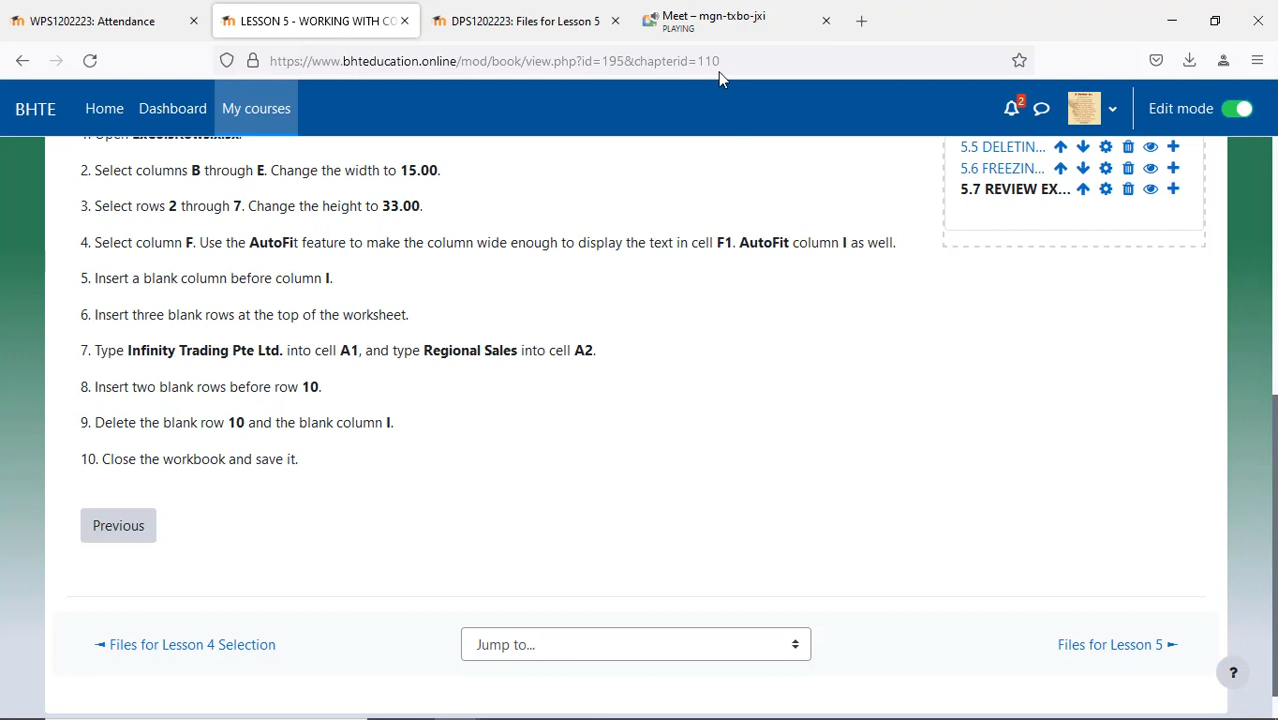 WPS1202223: Attendance
LESSON 5 - WORKING WITH CO
DPS1202223: Files for Lesson 5
Meet – mgn-txbo-jxi
PLAYING
https://www.bhteducation.online/mod/book/view.php?id=195&chapterid=110
BHTE
Home
Dashboard
My courses
2
Edit mode
2. Select columns B through E. Change the width to 15.00.
3. Select rows 2 through 7. Change the height to 33.00.
4. Select column F. Use the AutoFit feature to make the column wide enough to display the text in cell F1. AutoFit column I as well.
5. Insert a blank column before column I.
6. Insert three blank rows at the top of the worksheet.
7. Type Infinity Trading Pte Ltd. into cell A1, and type Regional Sales into cell A2.
8. Insert two blank rows before row 10.
9. Delete the blank row 10 and the blank column I.
10. Close the workbook and save it.
5.5 DELETIN...
5.6 FREEZIN...
5.7 REVIEW EX...
Previous
◄ Files for Lesson 4 Selection
Jump to...
Files for Lesson 5 ►
?